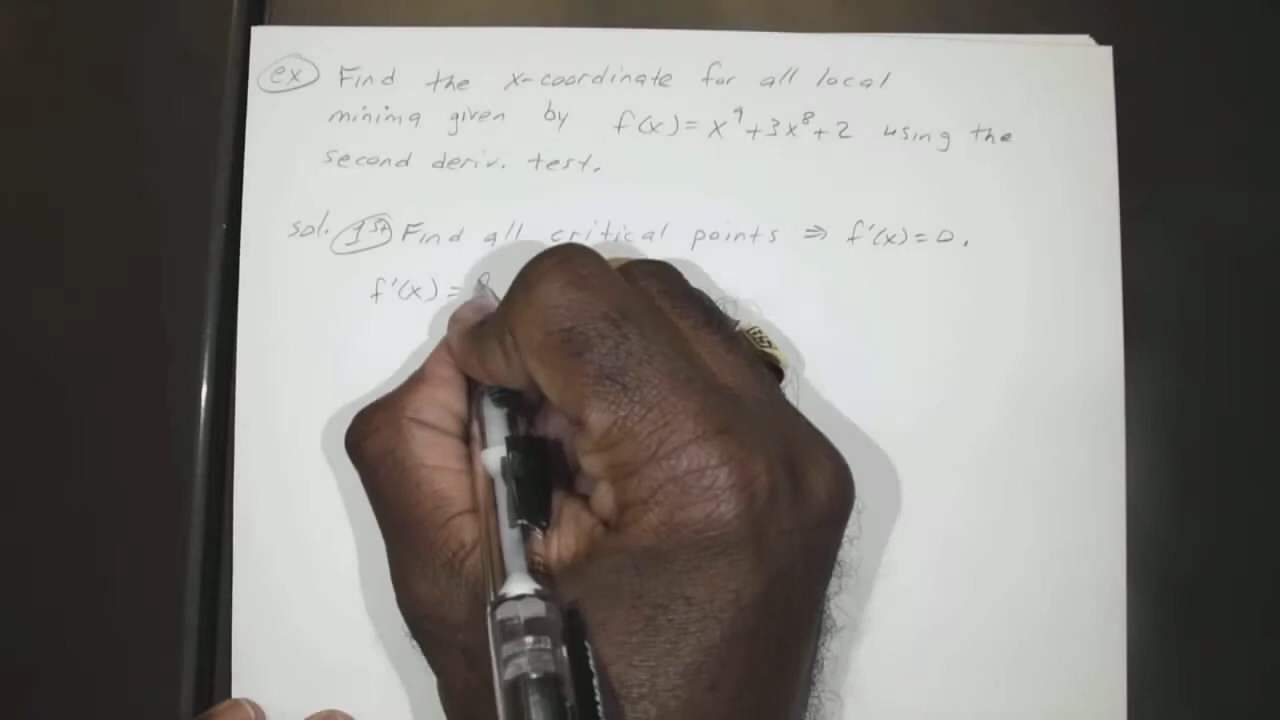 ex Find the x-coordinate for all local
minima given by f(x)=x⁹+3x⁸+2 using the
second deriv. test.
sol. 1st Find all critical points ⇒ f'(x)=0.
f'(x)=